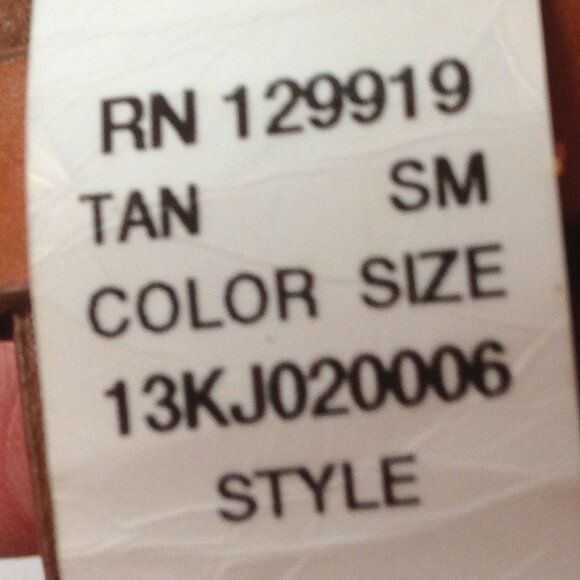 RN 129919
TAN SM
COLOR SIZE
13KJ020006
STYLE